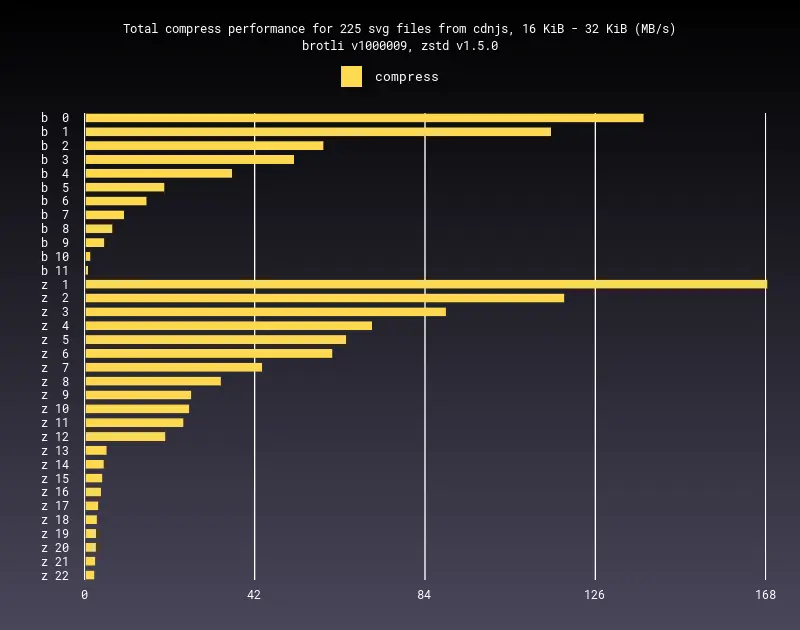 Total compress performance for 225 svg files from cdnjs, 16 KiB - 32 KiB (MB/s)
brotli v1000009, zstd v1.5.0
compress
b 0
b 1
b 2
b 3
b 4
b 5
b 6
b 7
b 8
b 9
b 10
b 11
z 1
z 2
z 3
z 4
z 5
z 6
z 7
z 8
z 9
z 10
z 11
z 12
z 13
z 14
z 15
z 16
z 17
z 18
z 19
z 20
z 21
z 22
0 42 84 126 168